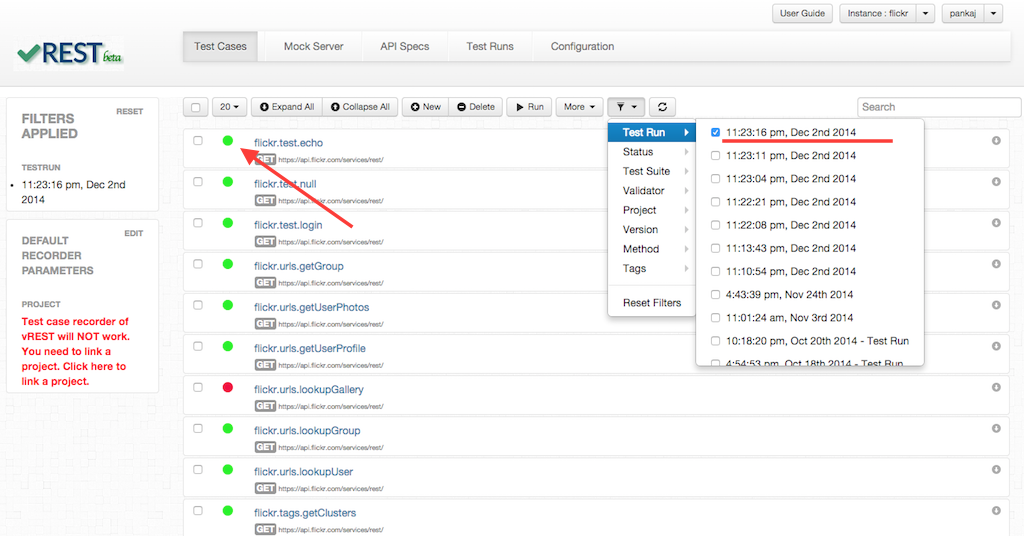 User Guide
Instance : flickr
pankaj
REST beta
Test Cases
Mock Server
API Specs
Test Runs
Configuration
20
Expand All
Collapse All
New
Delete
Run
More
Search
FILTERS APPLIED
RESET
TESTRUN
11:23:16 pm, Dec 2nd
2014
DEFAULT
RECORDER
PARAMETERS
EDIT
PROJECT
Test case recorder of
vREST will NOT work.
You need to link a
project. Click here to
link a project.
flickr.test.echo
GET https://api.flickr.com/services/rest/
flickr.test.null
GET https://api.flickr.com/services/rest/
flickr.test.login
GET https://api.flickr.com/services/rest/
flickr.urls.getGroup
GET https://api.flickr.com/services/rest/
flickr.urls.getUserPhotos
GET https://api.flickr.com/services/rest/
flickr.urls.getUserProfile
GET https://api.flickr.com/services/rest/
flickr.urls.lookupGallery
GET https://api.flickr.com/services/rest/
flickr.urls.lookupGroup
GET https://api.flickr.com/services/rest/
flickr.urls.lookupUser
GET https://api.flickr.com/services/rest/
flickr.tags.getClusters
GET https://api.flickr.com/services/rest/
Test Run
Status
Test Suite
Validator
Project
Version
Method
Tags
Reset Filters
11:23:16 pm, Dec 2nd 2014
11:23:11 pm, Dec 2nd 2014
11:23:04 pm, Dec 2nd 2014
11:22:21 pm, Dec 2nd 2014
11:22:08 pm, Dec 2nd 2014
11:13:43 pm, Dec 2nd 2014
11:10:54 pm, Dec 2nd 2014
4:43:39 pm, Nov 24th 2014
11:01:24 am, Nov 3rd 2014
10:18:20 pm, Oct 20th 2014 - Test Run
4:54:53 pm, Oct 18th 2014 - Test Run